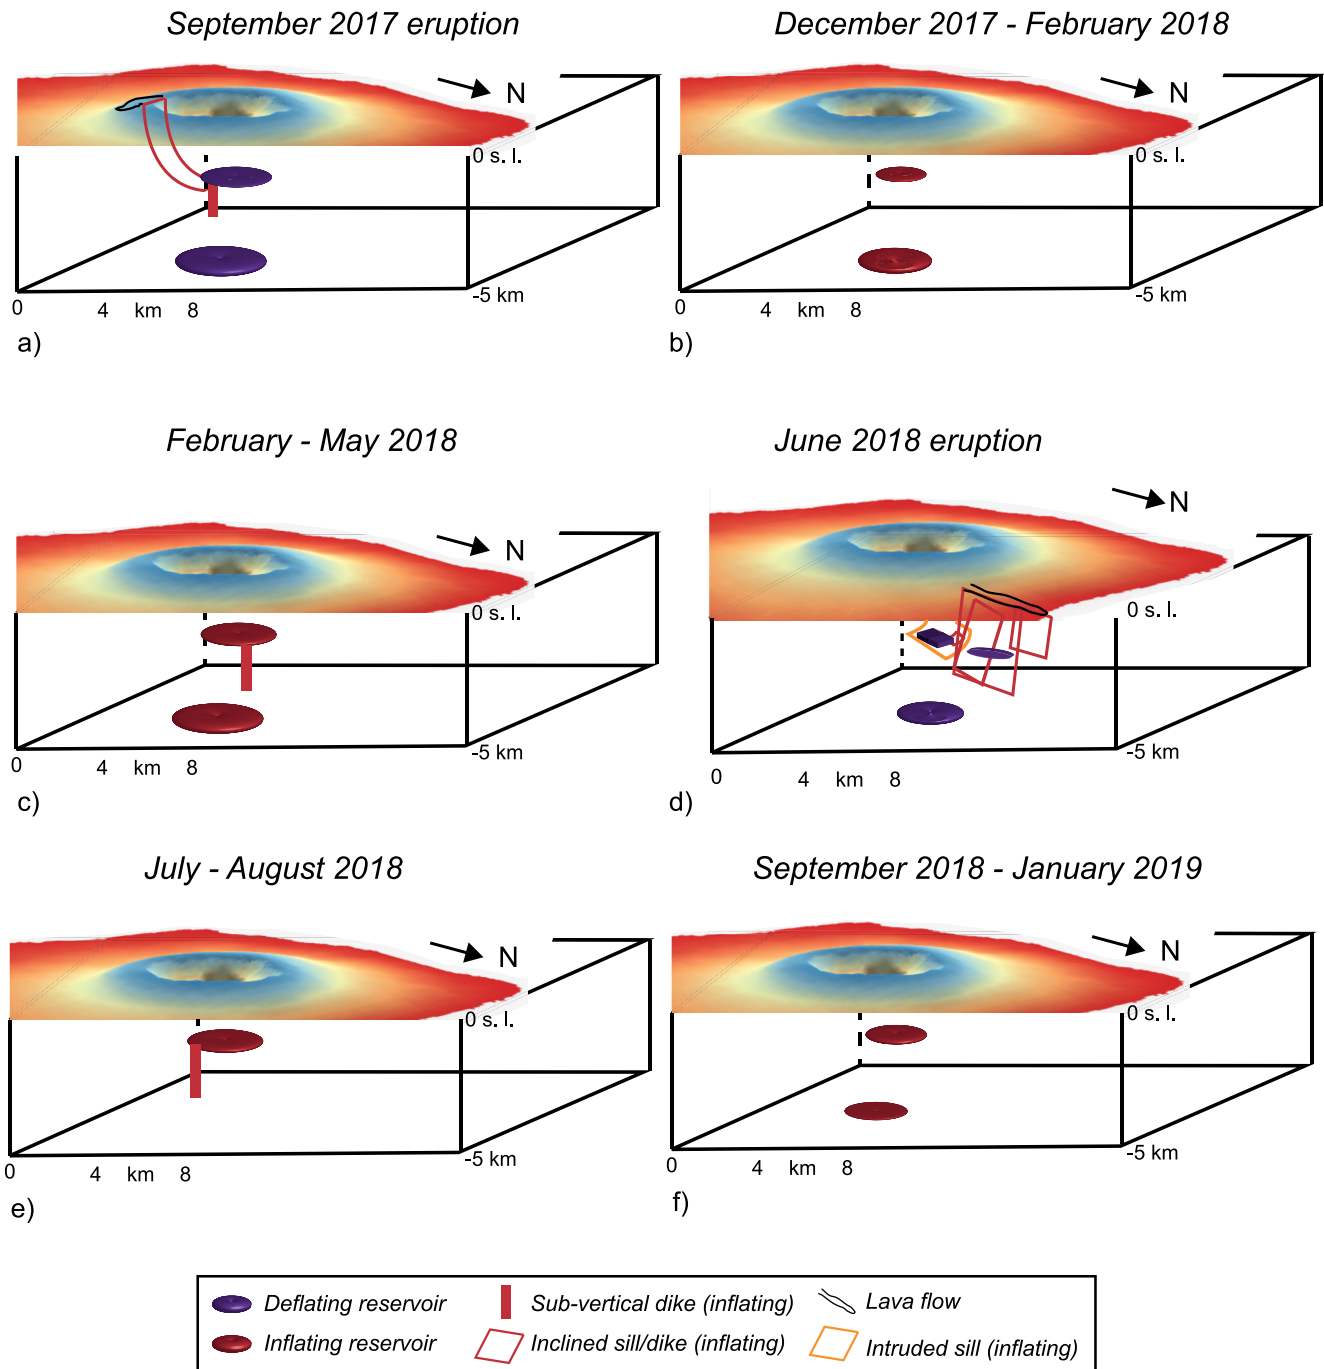 September 2017 eruption
December 2017 - February 2018
N
0 s. l.
-5 km
0 4 km 8
a)
N
0 s. l.
-5 km
0 4 km 8
b)
February - May 2018
June 2018 eruption
N
0 s. l.
-5 km
0 4 km 8
c)
N
0 s. l.
-5 km
0 4 km 8
d)
July - August 2018
September 2018 - January 2019
N
0 s. l.
-5 km
0 4 km 8
e)
N
0 s. l.
-5 km
0 4 km 8
f)
Deflating reservoir
Sub-vertical dike (inflating)
Lava flow
Inflating reservoir
Inclined sill/dike (inflating)
Intruded sill (inflating)